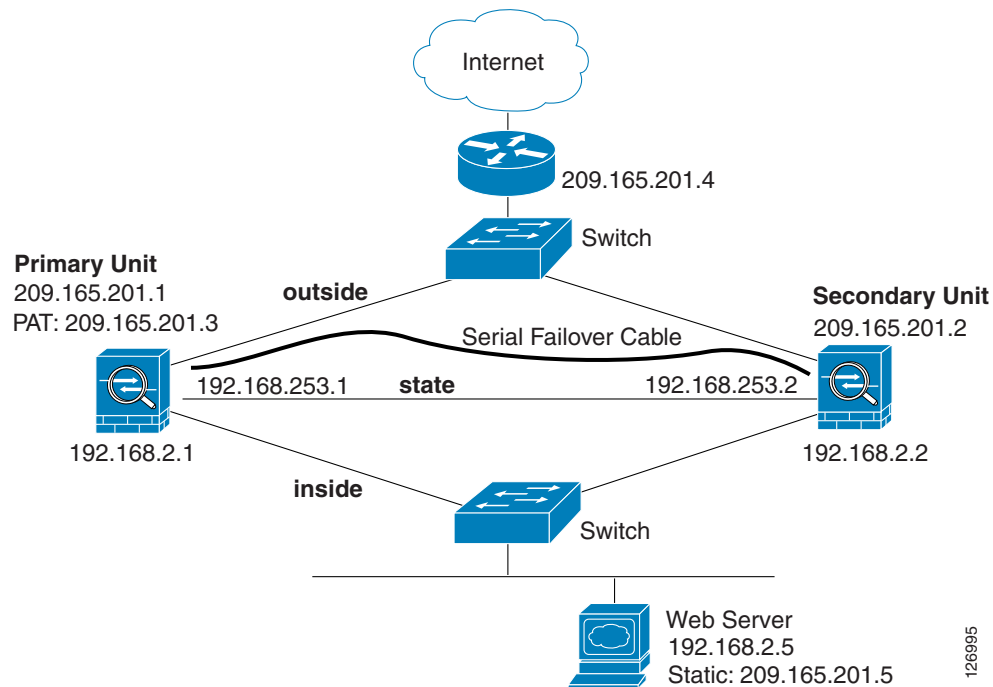 Internet
209.165.201.4
Switch
Primary Unit
209.165.201.1
PAT: 209.165.201.3
outside
Secondary Unit
209.165.201.2
Serial Failover Cable
192.168.253.1
state
192.168.253.2
192.168.2.1
192.168.2.2
inside
Switch
Web Server
192.168.2.5
Static: 209.165.201.5
126995